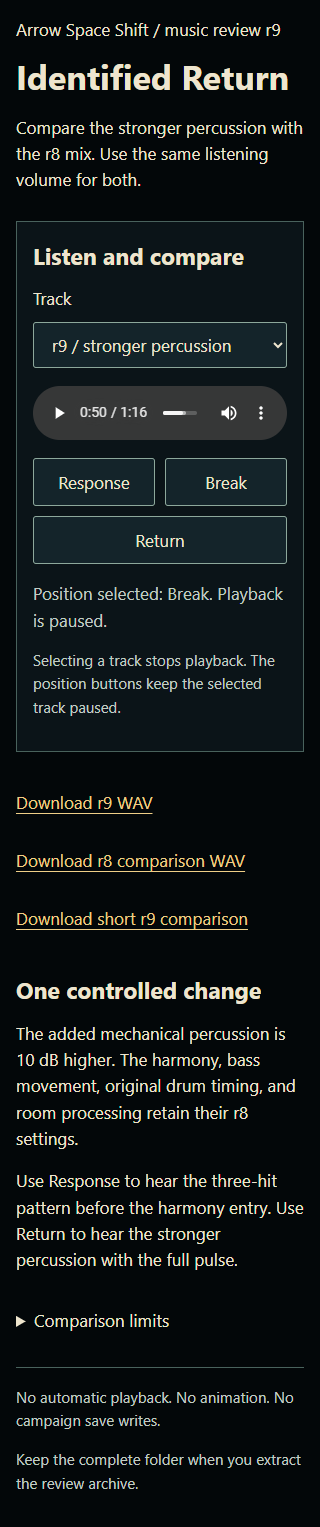 Arrow Space Shift / music review r9
Identified Return
Compare the stronger percussion with
the r8 mix. Use the same listening
volume for both.
Listen and compare
Track
r9 / stronger percussion
0:50 / 1:16
Response
Break
Return
Position selected: Break. Playback
is paused.
Selecting a track stops playback. The
position buttons keep the selected
track paused.
Download r9 WAV
Download r8 comparison WAV
Download short r9 comparison
One controlled change
The added mechanical percussion is
10 dB higher. The harmony, bass
movement, original drum timing, and
room processing retain their r8
settings.
Use Response to hear the three-hit
pattern before the harmony entry. Use
Return to hear the stronger
percussion with the full pulse.
Comparison limits
No automatic playback. No animation. No
campaign save writes.
Keep the complete folder when you extract
the review archive.